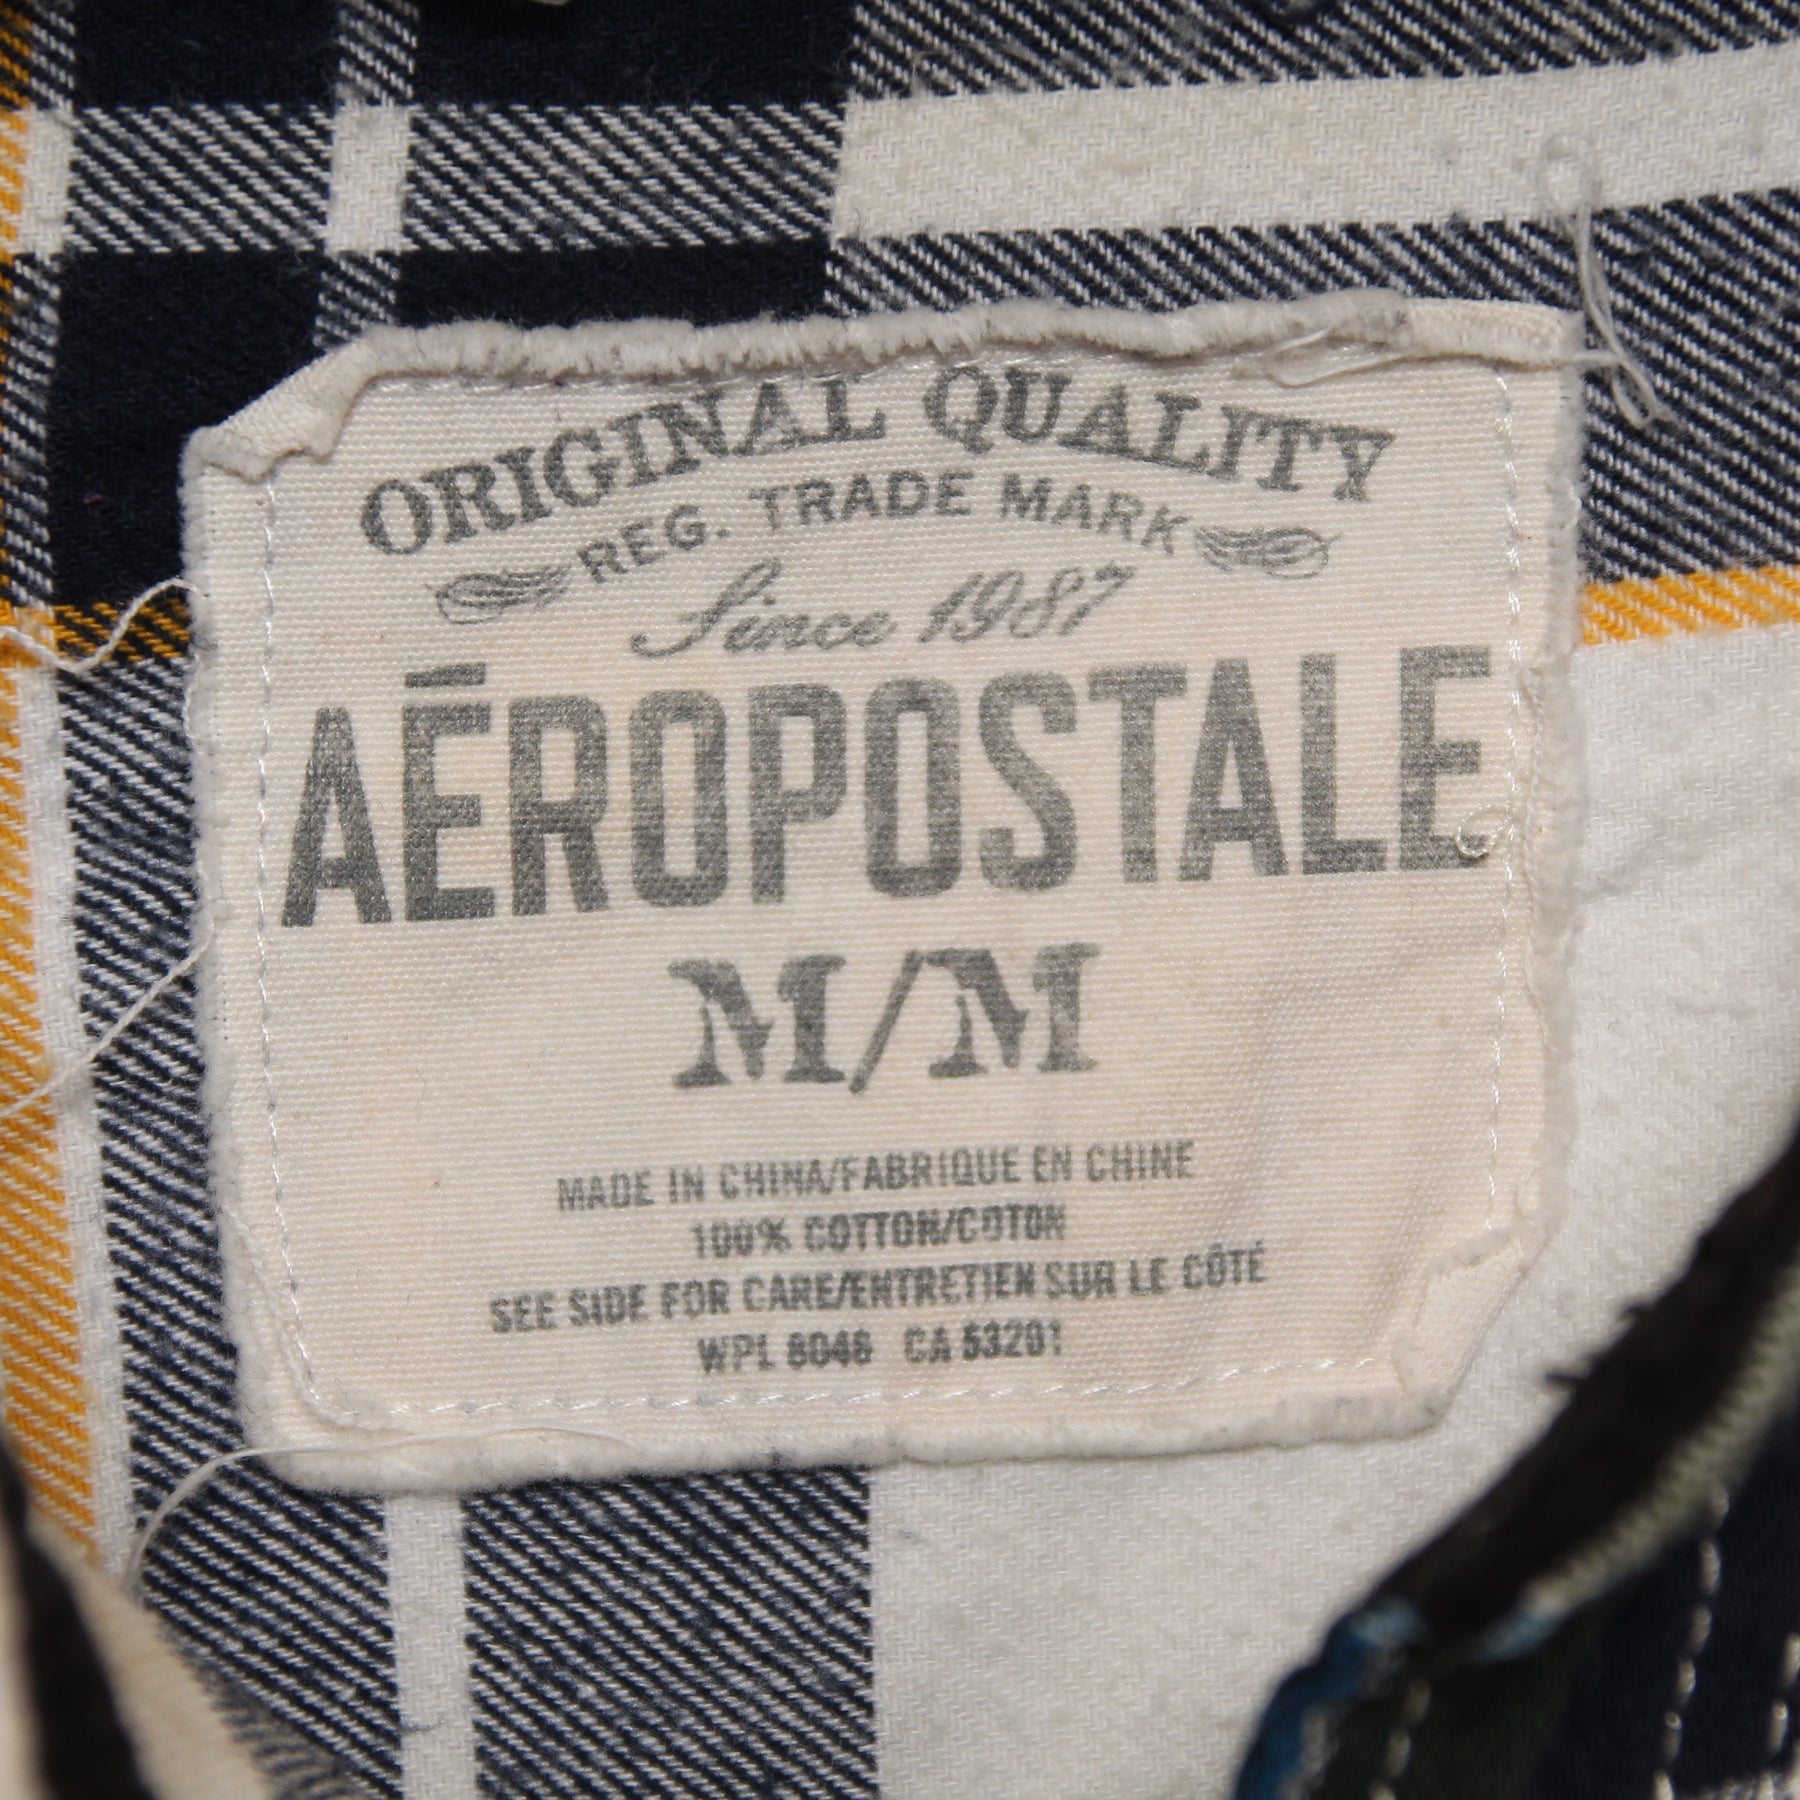 ORIGINAL QUALITY
REG. TRADE MARK
Since 1987
AÉROPOSTALE
M/M
MADE IN CHINA/FABRIQUE EN CHINE
100% COTTON/COTON
SEE SIDE FOR CARE/ENTRETIEN SUR LE CÔTÉ
WPL 8046 CA 53201